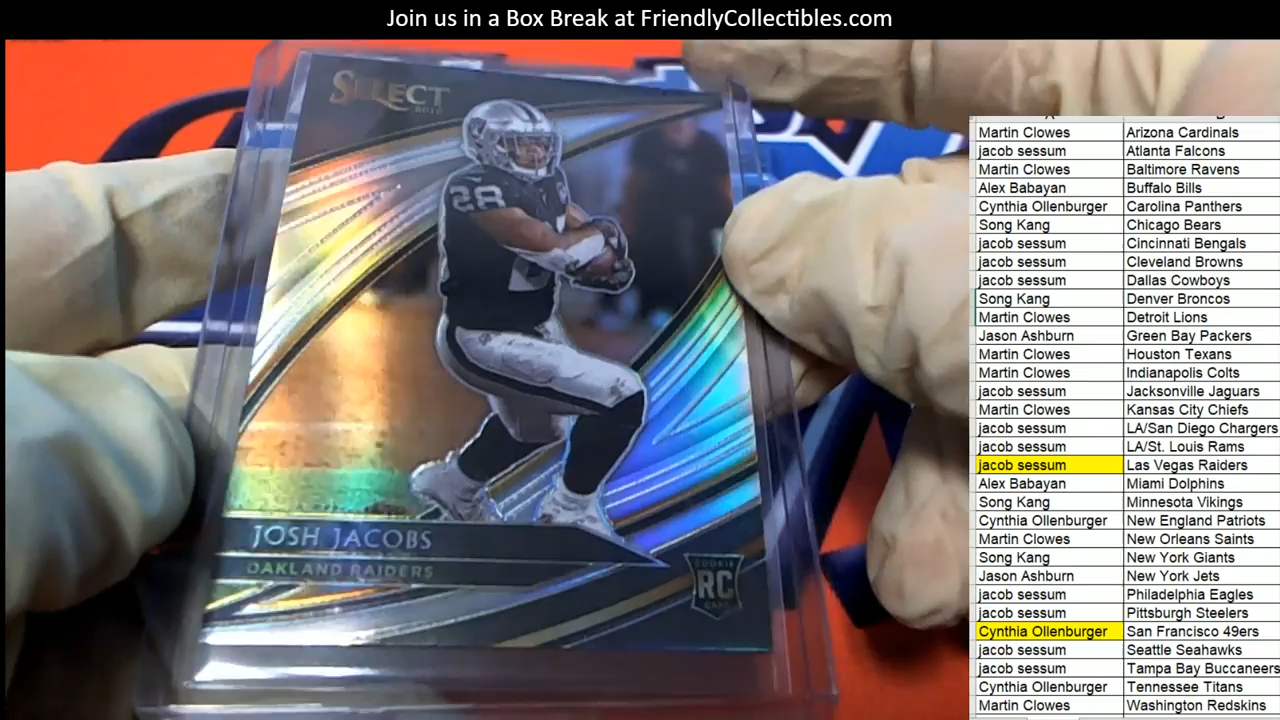 Join us in a Box Break at FriendlyCollectibles.com
SELECT
28
JOSH JACOBS
OAKLAND RAIDERS
ROOKIE
RC
Martin Clowes Arizona Cardinals
jacob sessum Atlanta Falcons
Martin Clowes Baltimore Ravens
Alex Babayan Buffalo Bills
Cynthia Ollenburger Carolina Panthers
Song Kang Chicago Bears
jacob sessum Cincinnati Bengals
jacob sessum Cleveland Browns
jacob sessum Dallas Cowboys
Song Kang Denver Broncos
Martin Clowes Detroit Lions
Jason Ashburn Green Bay Packers
Martin Clowes Houston Texans
Martin Clowes Indianapolis Colts
jacob sessum Jacksonville Jaguars
Martin Clowes Kansas City Chiefs
jacob sessum LA/San Diego Chargers
jacob sessum LA/St. Louis Rams
jacob sessum Las Vegas Raiders
Alex Babayan Miami Dolphins
Song Kang Minnesota Vikings
Cynthia Ollenburger New England Patriots
Martin Clowes New Orleans Saints
Song Kang New York Giants
Jason Ashburn New York Jets
jacob sessum Philadelphia Eagles
jacob sessum Pittsburgh Steelers
Cynthia Ollenburger San Francisco 49ers
jacob sessum Seattle Seahawks
jacob sessum Tampa Bay Buccaneers
Cynthia Ollenburger Tennessee Titans
Martin Clowes Washington Redskins